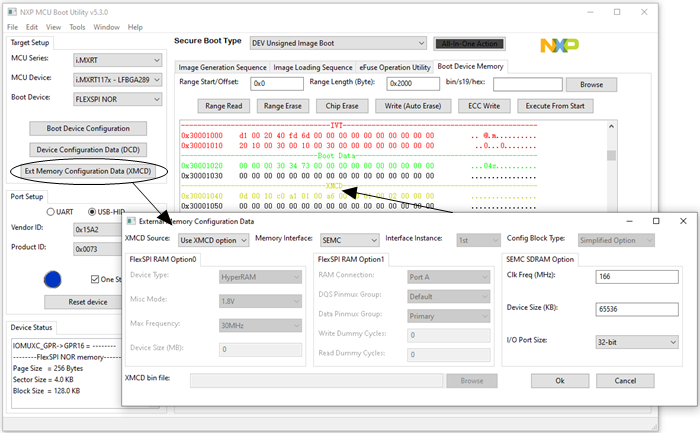 NXP MCU Boot Utility v5.3.0
File Edit View Tools Window Help
Target Setup
MCU Series: i.MXRT
MCU Device: i.MXRT117x - LFBGA289
Boot Device: FLEXSPI NOR
Boot Device Configuration
Device Configuration Data (DCD)
Ext Memory Configuration Data (XMCD)
Port Setup
UART USB-HID
Vendor ID: 0x15A2
Product ID: 0x0073
One St
Reset device
Device Status
IOMUXC_GPR->GPR16 = --------
--------FlexSPI NOR memory--------
Page Size = 256 Bytes
Sector Size = 4.0 KB
Block Size = 128.0 KB
Secure Boot Type DEV Unsigned Image Boot All-In-One Action NXP
Image Generation Sequence Image Loading Sequence eFuse Operation Utility Boot Device Memory
Range Start/Offset: 0x0 Range Length (Byte): 0x2000 bin/s19/hex: Browse
Range Read Range Erase Chip Erase Write (Auto Erase) ECC Write Execute From Start
IVT
0x30001000 d1 00 20 40 fd 6d 00 00 00 00 00 00 00 00 00 00 .. @.m..........
0x30001010 20 10 00 30 00 10 00 30 00 00 00 00 00 00 00 00 ..0...0.........
Boot Data
0x30001020 00 00 00 30 34 73 00 00 00 00 00 00 ...04s......
0x30001030 00 00 00 00 00 00 00 00 00 00 00 00 00 00 00 00 ................
XMCD
0x30001040 0d 00 10 c0 a1 01 00 a6 00 01 00 02 00 00 00
0x30001050
External Memory Configuration Data
XMCD Source: Use XMCD option Memory Interface: SEMC Interface Instance: 1st Config Block Type: Simplified Option
FlexSPI RAM Option0
Device Type: HyperRAM
Misc Mode: 1.8V
Max Frequency: 30MHz
Device Size (MB): 0
FlexSPI RAM Option1
RAM Connection: Port A
DQS Pinmux Group: Default
Data Pinmux Group: Primary
Write Dummy Cycles: 0
Read Dummy Cycles: 0
SEMC SDRAM Option
Clk Freq (MHz): 166
Device Size (KB): 65536
I/O Port Size: 32-bit
XMCD bin file: Browse Ok Cancel